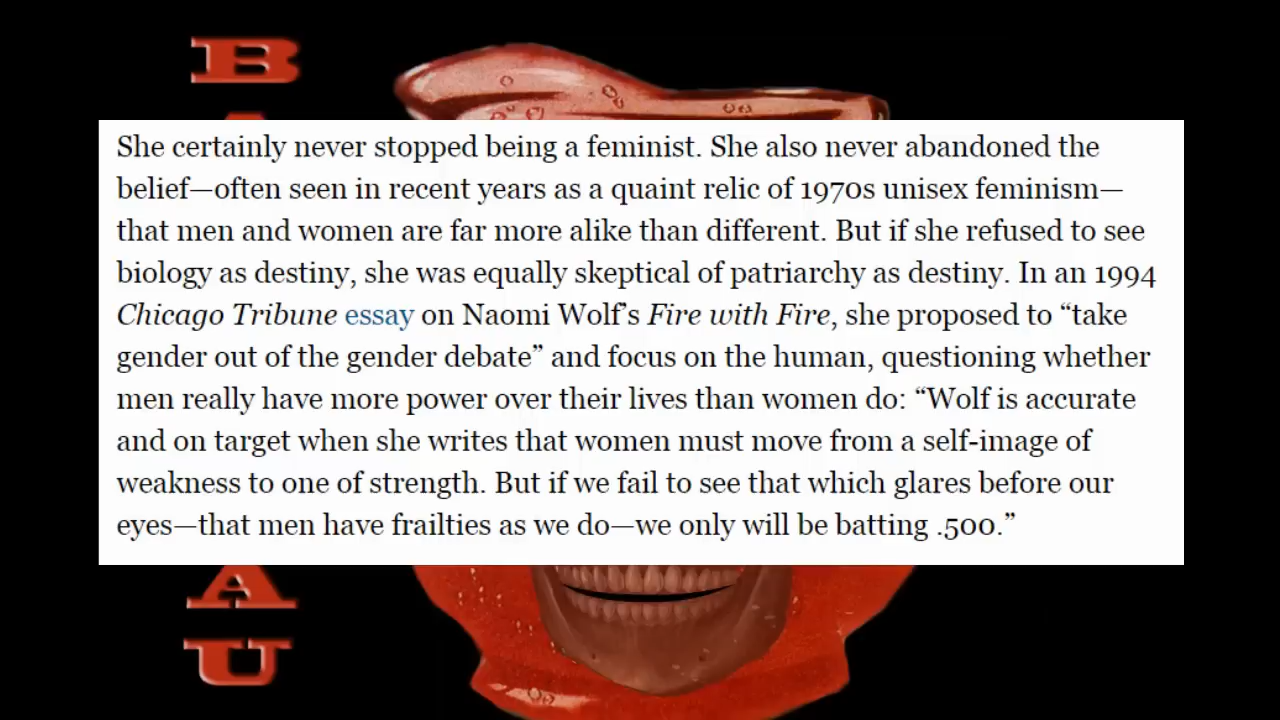 B
She certainly never stopped being a feminist. She also never abandoned the
belief—often seen in recent years as a quaint relic of 1970s unisex feminism—
that men and women are far more alike than different. But if she refused to see
biology as destiny, she was equally skeptical of patriarchy as destiny. In an 1994
Chicago Tribune essay on Naomi Wolf’s Fire with Fire, she proposed to “take
gender out of the gender debate” and focus on the human, questioning whether
men really have more power over their lives than women do: “Wolf is accurate
and on target when she writes that women must move from a self-image of
weakness to one of strength. But if we fail to see that which glares before our
eyes—that men have frailties as we do—we only will be batting .500.”
A
U